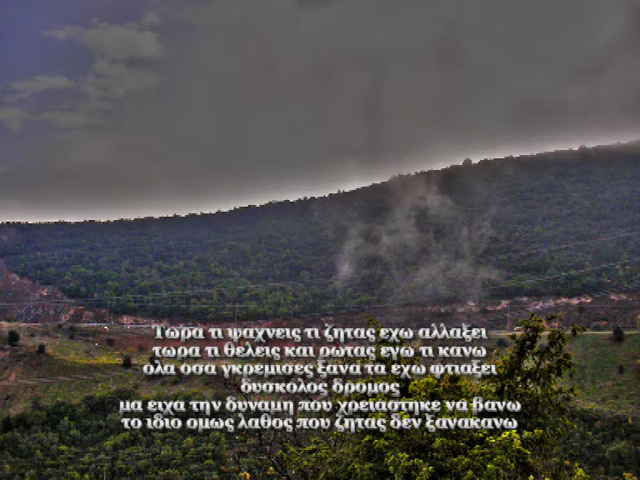 Τωρα τι ψαχνεις τι ζητας εχω αλλαξει
τωρα τι θελεις και ρωτας εγω τι κανω
ολα οσα γκρεμισες ξανα τα εχω φτιαξει
δυσκολος δρομος
μα ειχα την δυναμη που χρειαστηκε να βανω
το ιδιο ομως λαθος που ζητας δεν ξανακανω